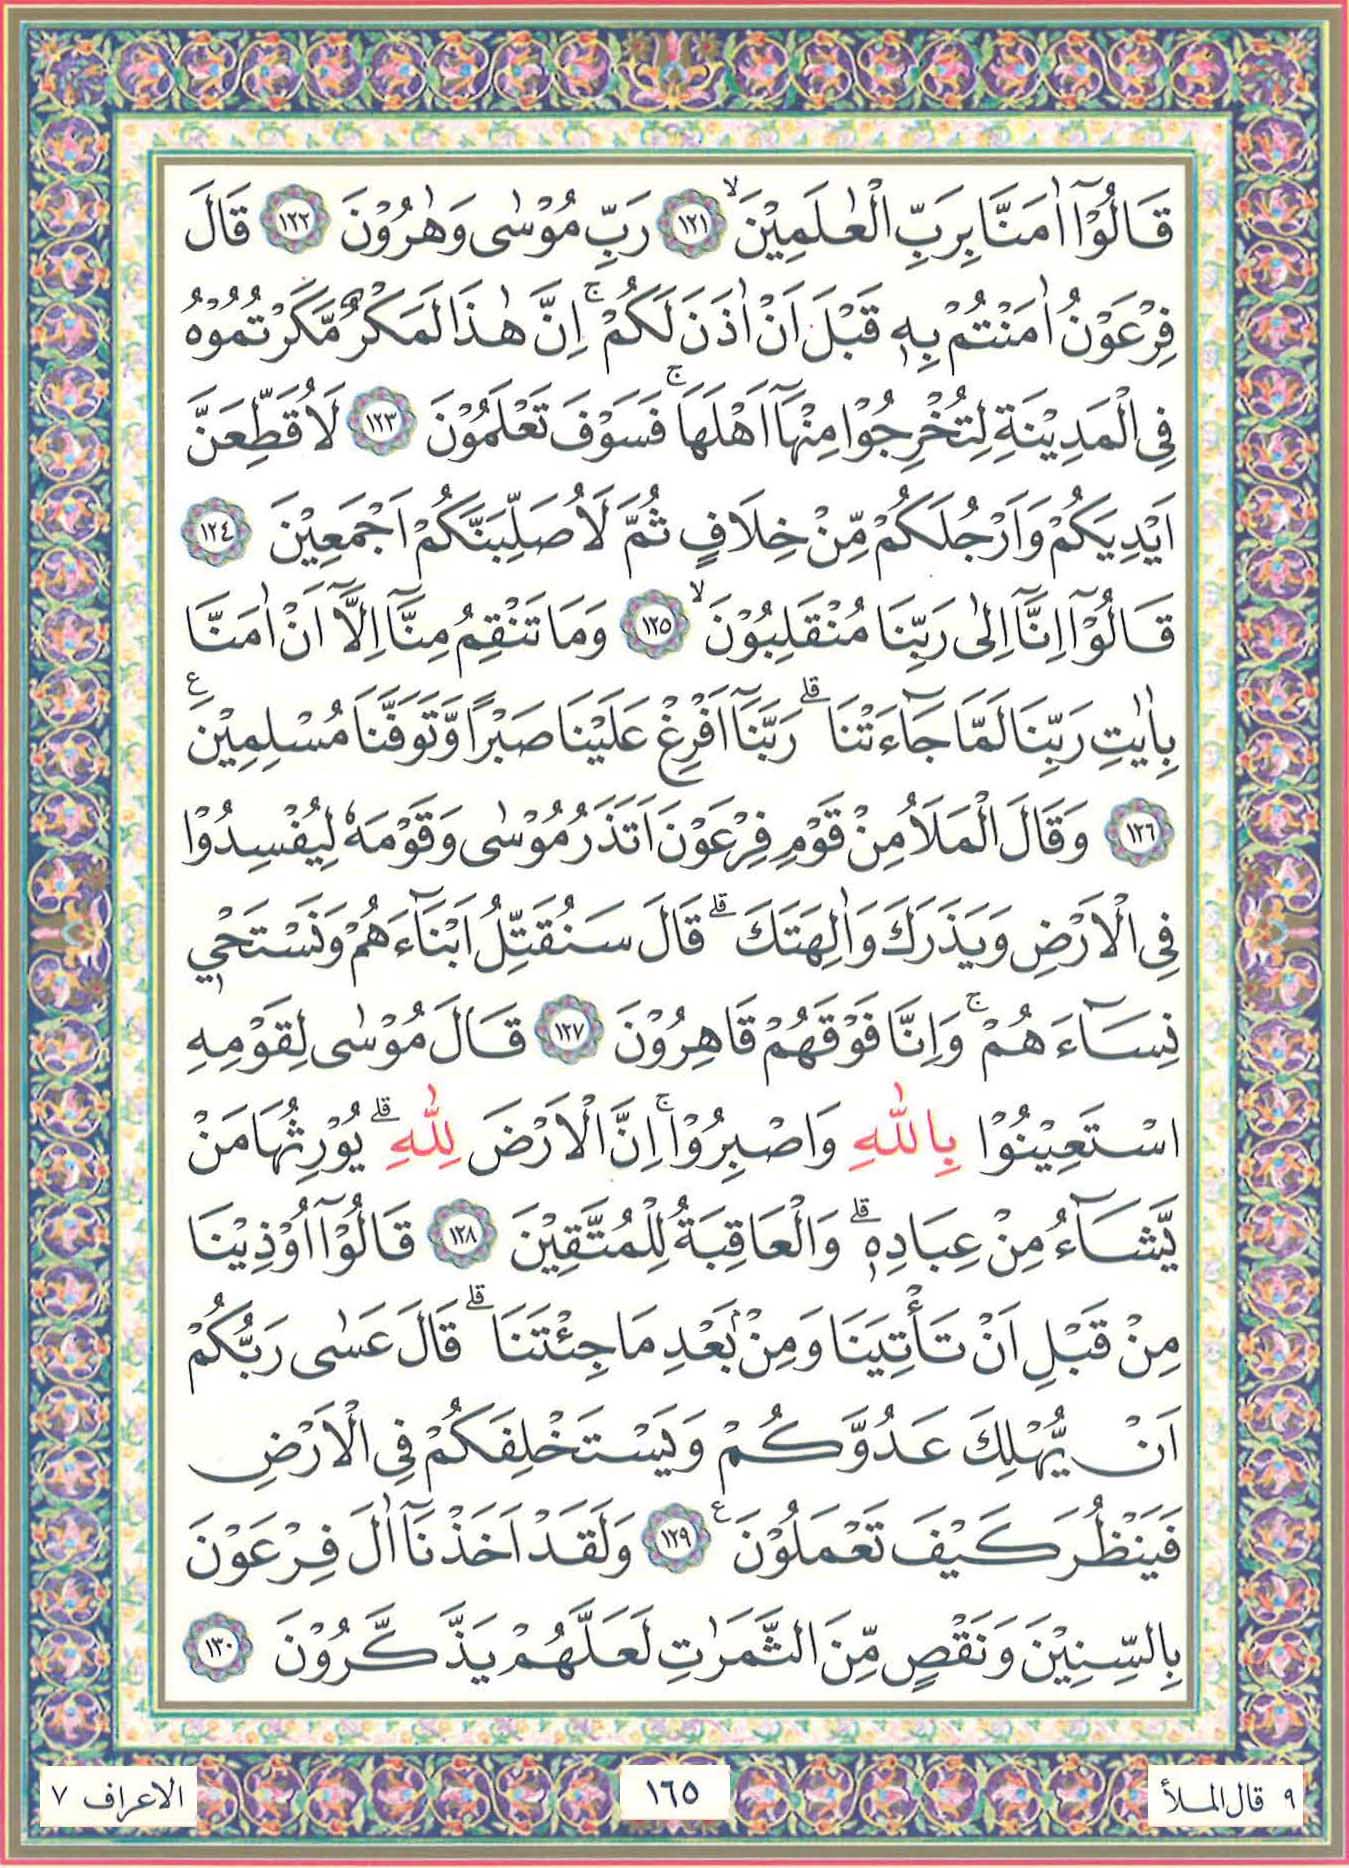 قَالُوْۤا اٰمَنَّا بِرَبِّ الْعٰلَمِيْنَ ۙ ﴿١٢١﴾ رَبِّ مُوْسٰى وَهٰرُوْنَ ﴿١٢٢﴾ قَالَ
فِرْعَوْنُ اٰمَنْتُمْ بِهٖ قَبْلَ اَنْ اٰذَنَ لَكُمْ ۚ اِنَّ هٰذَا لَمَكْرٌ مَّكَرْتُمُوْهُ
فِي الْمَدِيْنَةِ لِتُخْرِجُوْا مِنْهَاۤ اَهْلَهَا ۚ فَسَوْفَ تَعْلَمُوْنَ ﴿١٢٣﴾ لَاُقَطِّعَنَّ
اَيْدِيَكُمْ وَاَرْجُلَكُمْ مِّنْ خِلَافٍ ثُمَّ لَاُصَلِّبَنَّكُمْ اَجْمَعِيْنَ ﴿١٢٤﴾
قَالُوْۤا اِنَّاۤ اِلٰى رَبِّنَا مُنْقَلِبُوْنَ ۙ ﴿١٢٥﴾ وَمَا تَنْقِمُ مِنَّاۤ اِلَّاۤ اَنْ اٰمَنَّا
بِاٰيٰتِ رَبِّنَا لَمَّا جَآءَتْنَا ۗ رَبَّنَاۤ اَفْرِغْ عَلَيْنَا صَبْرًا وَّتَوَفَّنَا مُسْلِمِيْنَ ع
﴿١٢٦﴾ وَقَالَ الْمَلَاُ مِنْ قَوْمِ فِرْعَوْنَ اَتَذَرُ مُوْسٰى وَقَوْمَهٗ لِيُفْسِدُوْا
فِي الْاَرْضِ وَيَذَرَكَ وَاٰلِهَتَكَ ۗ قَالَ سَنُقَتِّلُ اَبْنَآءَهُمْ وَنَسْتَحْيٖ
نِسَآءَهُمْ ۚ وَاِنَّا فَوْقَهُمْ قَاهِرُوْنَ ﴿١٢٧﴾ قَالَ مُوْسٰى لِقَوْمِهِ
اسْتَعِيْنُوْا بِاللّٰهِ وَاصْبِرُوْا ۚ اِنَّ الْاَرْضَ لِلّٰهِ ۗ يُوْرِثُهَا مَنْ
يَّشَآءُ مِنْ عِبَادِهٖ ۗ وَالْعَاقِبَةُ لِلْمُتَّقِيْنَ ﴿١٢٨﴾ قَالُوْۤا اُوْذِيْنَا
مِنْ قَبْلِ اَنْ تَأْتِيَنَا وَمِنْۢ بَعْدِ مَا جِئْتَنَا ۗ قَالَ عَسٰى رَبُّكُمْ
اَنْ يُّهْلِكَ عَدُوَّكُمْ وَيَسْتَخْلِفَكُمْ فِي الْاَرْضِ
فَيَنْظُرَ كَيْفَ تَعْمَلُوْنَ ع ﴿١٢٩﴾ وَلَقَدْ اَخَذْنَاۤ اٰلَ فِرْعَوْنَ
بِالسِّنِيْنَ وَنَقْصٍ مِّنَ الثَّمَرٰتِ لَعَلَّهُمْ يَذَّكَّرُوْنَ ﴿١٣٠﴾
٩ قال الملأ
١٦٥
الاعراف ٧